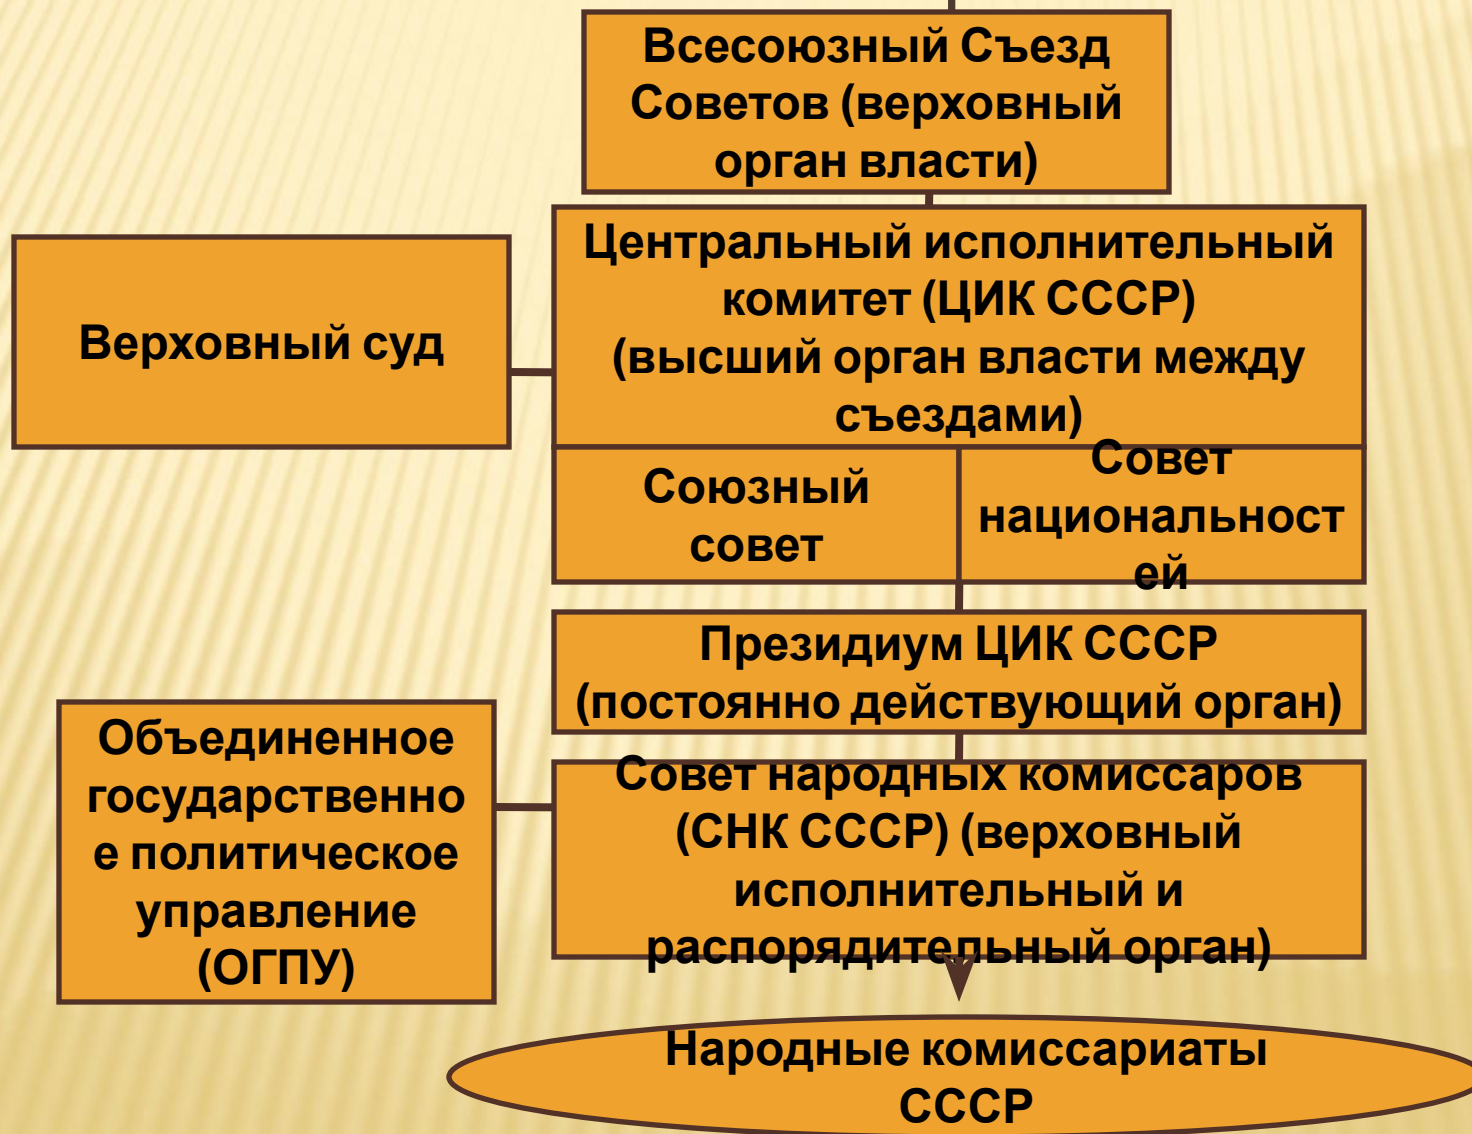 Всесоюзный Съезд
Советов (верховный
орган власти)
Центральный исполнительный
комитет (ЦИК СССР)
(высший орган власти между
съездами)
Верховный суд
Союзный
совет
Совет
национальност
ей
Президиум ЦИК СССР
(постоянно действующий орган)
Объединенное
государственно
е политическое
управление
(ОГПУ)
Совет народных комиссаров
(СНК СССР) (верховный
исполнительный и
распорядительный орган)
Народные комиссариаты
СССР